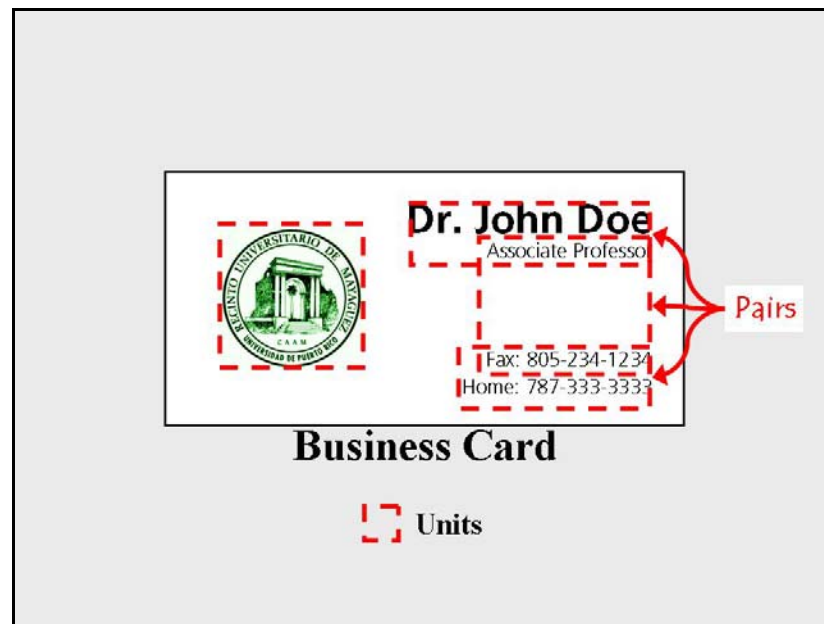 Dr. John Doe
Associate Professor
RECINTO UNIVERSITARIO DE MAYAGUEZ
CAAM
UNIVERSIDAD DE PUERTO RICO
Pairs
Fax: 805-234-1234
Home: 787-333-3333
Business Card
Units